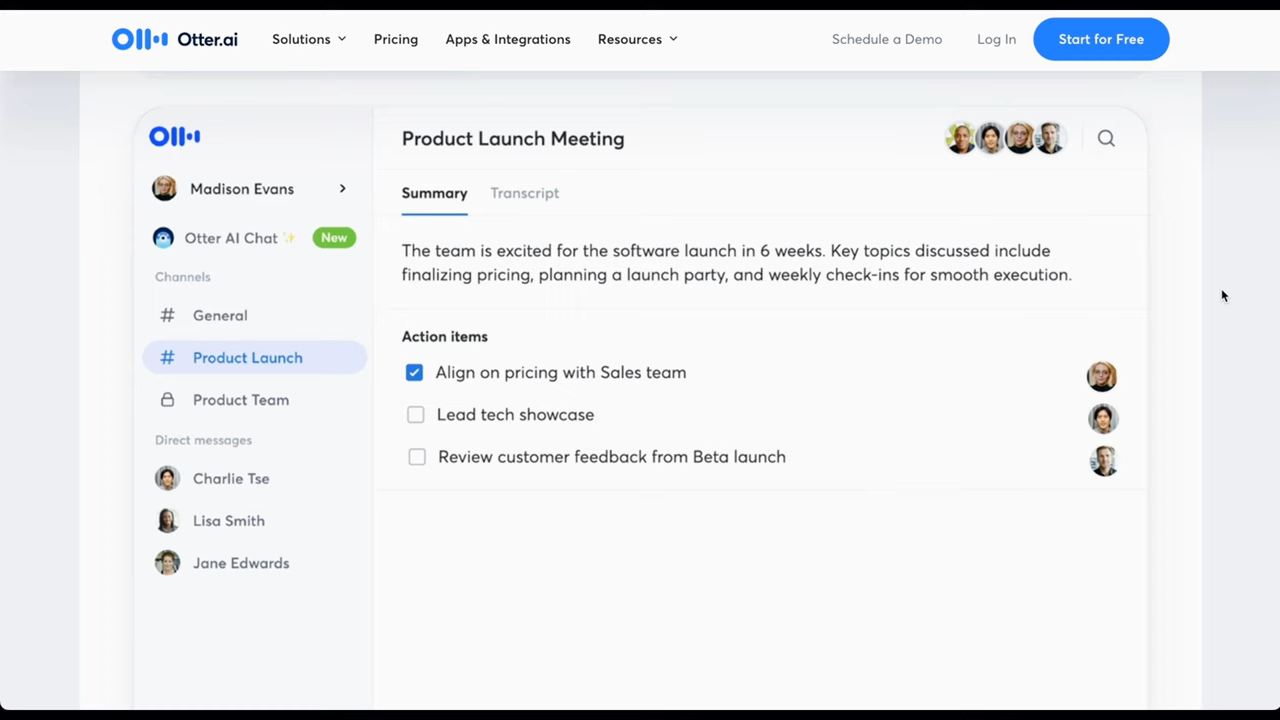 Otter.ai
Solutions
Pricing
Apps & Integrations
Resources
Schedule a Demo
Log In
Start for Free
Madison Evans
Otter AI Chat
New
Channels
# General
# Product Launch
Product Team
Direct messages
Charlie Tse
Lisa Smith
Jane Edwards
Product Launch Meeting
Summary
Transcript
The team is excited for the software launch in 6 weeks. Key topics discussed include
finalizing pricing, planning a launch party, and weekly check-ins for smooth execution.
Action items
Align on pricing with Sales team
Lead tech showcase
Review customer feedback from Beta launch